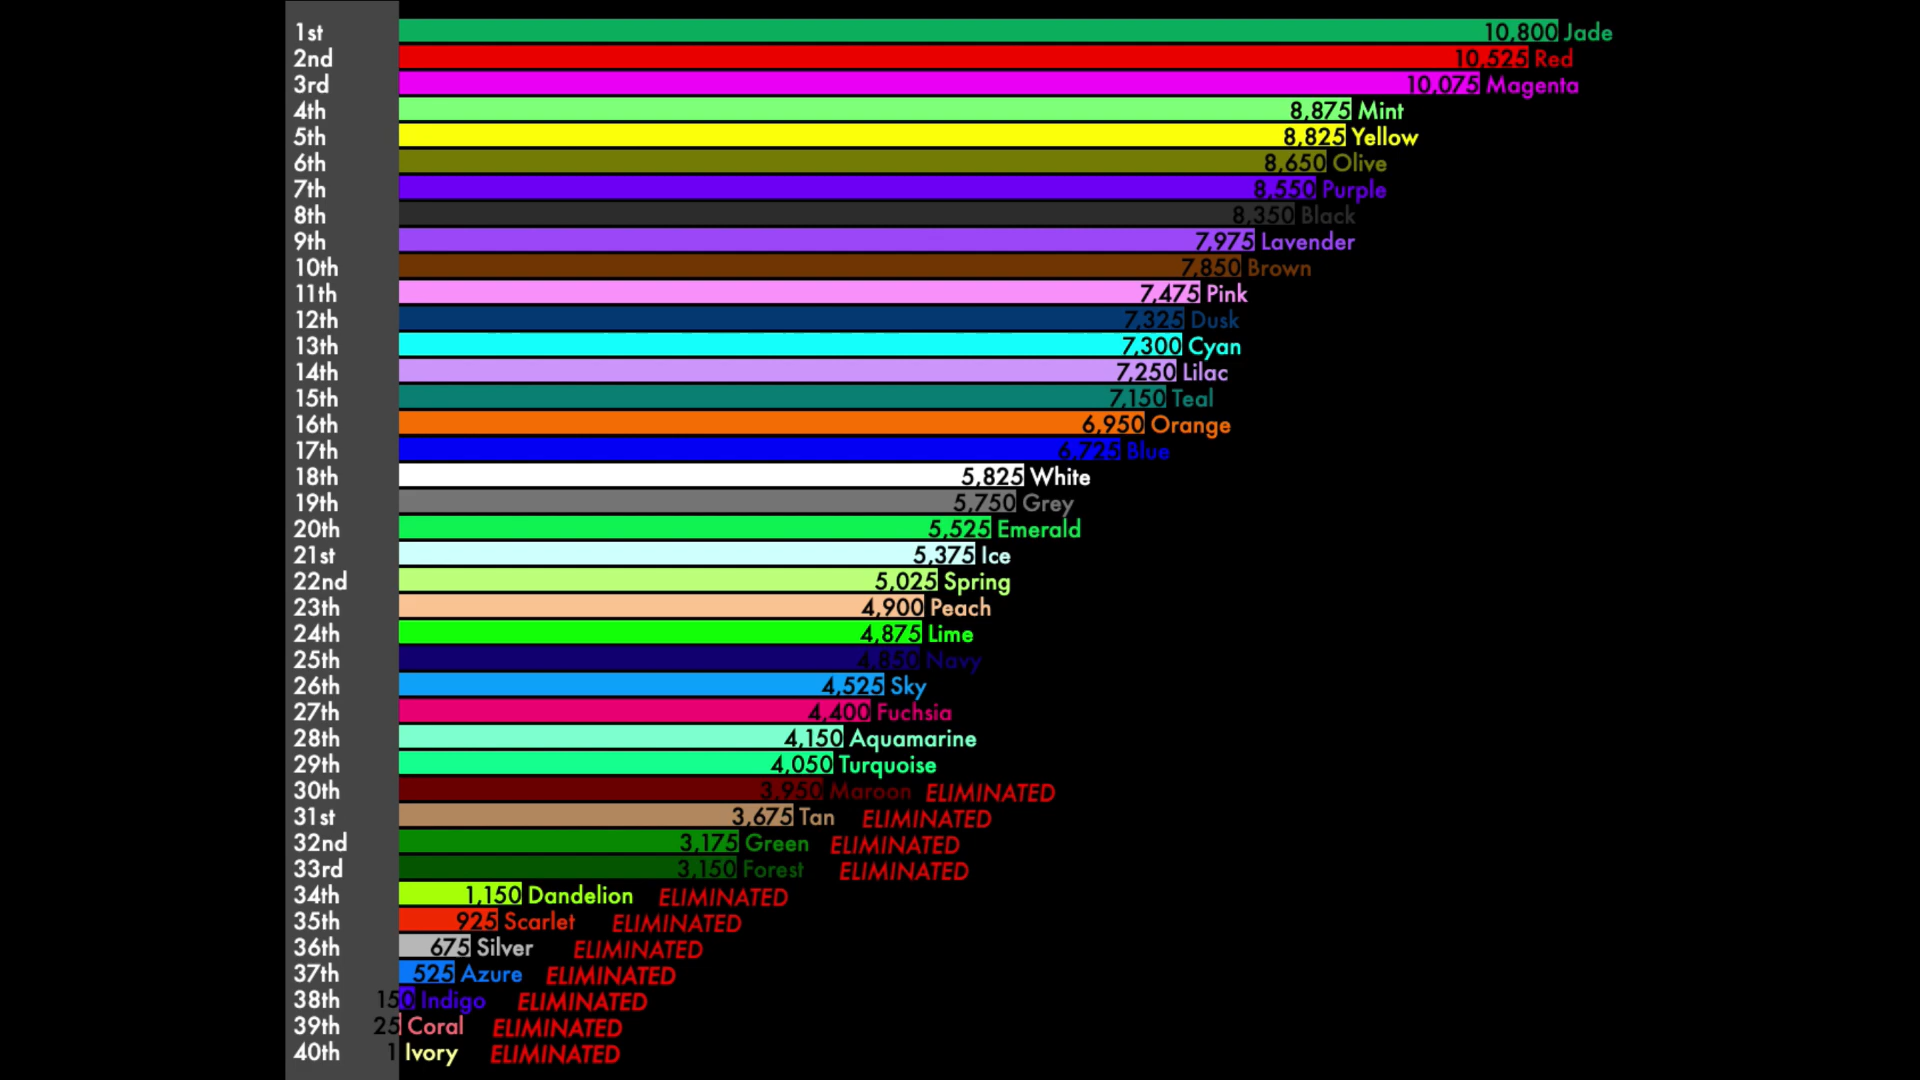 1st 10,800 Jade
2nd 10,525 Red
3rd 10,075 Magenta
4th 8,875 Mint
5th 8,825 Yellow
6th 8,650 Olive
7th 8,550 Purple
8th 8,350 Black
9th 7,975 Lavender
10th 7,850 Brown
11th 7,475 Pink
12th 7,325 Dusk
13th 7,300 Cyan
14th 7,250 Lilac
15th 7,150 Teal
16th 6,950 Orange
17th 6,725 Blue
18th 5,825 White
19th 5,750 Grey
20th 5,525 Emerald
21st 5,375 Ice
22nd 5,025 Spring
23th 4,900 Peach
24th 4,875 Lime
25th 4,850 Navy
26th 4,525 Sky
27th 4,400 Fuchsia
28th 4,150 Aquamarine
29th 4,050 Turquoise
30th 3,950 Maroon ELIMINATED
31st 3,675 Tan ELIMINATED
32nd 3,175 Green ELIMINATED
33rd 3,150 Forest ELIMINATED
34th 1,150 Dandelion ELIMINATED
35th 925 Scarlet ELIMINATED
36th 675 Silver ELIMINATED
37th 525 Azure ELIMINATED
38th 150 Indigo ELIMINATED
39th 25 Coral ELIMINATED
40th 1 Ivory ELIMINATED